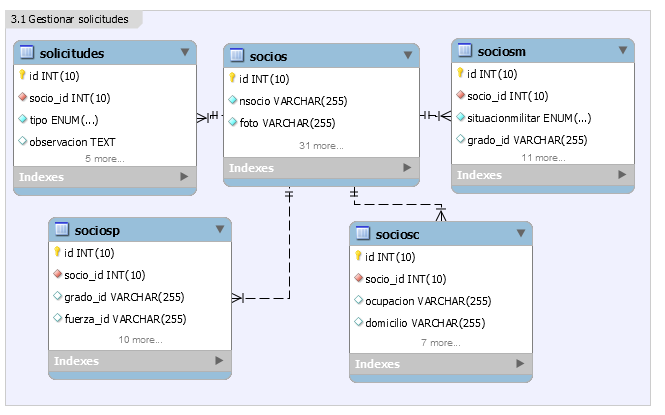 3.1 Gestionar solicitudes
solicitudes
id INT(10)
socio_id INT(10)
tipo ENUM(...)
observacion TEXT
5 more...
Indexes
socios
id INT(10)
nsocio VARCHAR(255)
foto VARCHAR(255)
31 more...
Indexes
sociosm
id INT(10)
socio_id INT(10)
situacionmilitar ENUM(...)
grado_id VARCHAR(255)
11 more...
Indexes
sociosp
id INT(10)
socio_id INT(10)
grado_id VARCHAR(255)
fuerza_id VARCHAR(255)
10 more...
Indexes
sociosc
id INT(10)
socio_id INT(10)
ocupacion VARCHAR(255)
domicilio VARCHAR(255)
7 more...
Indexes